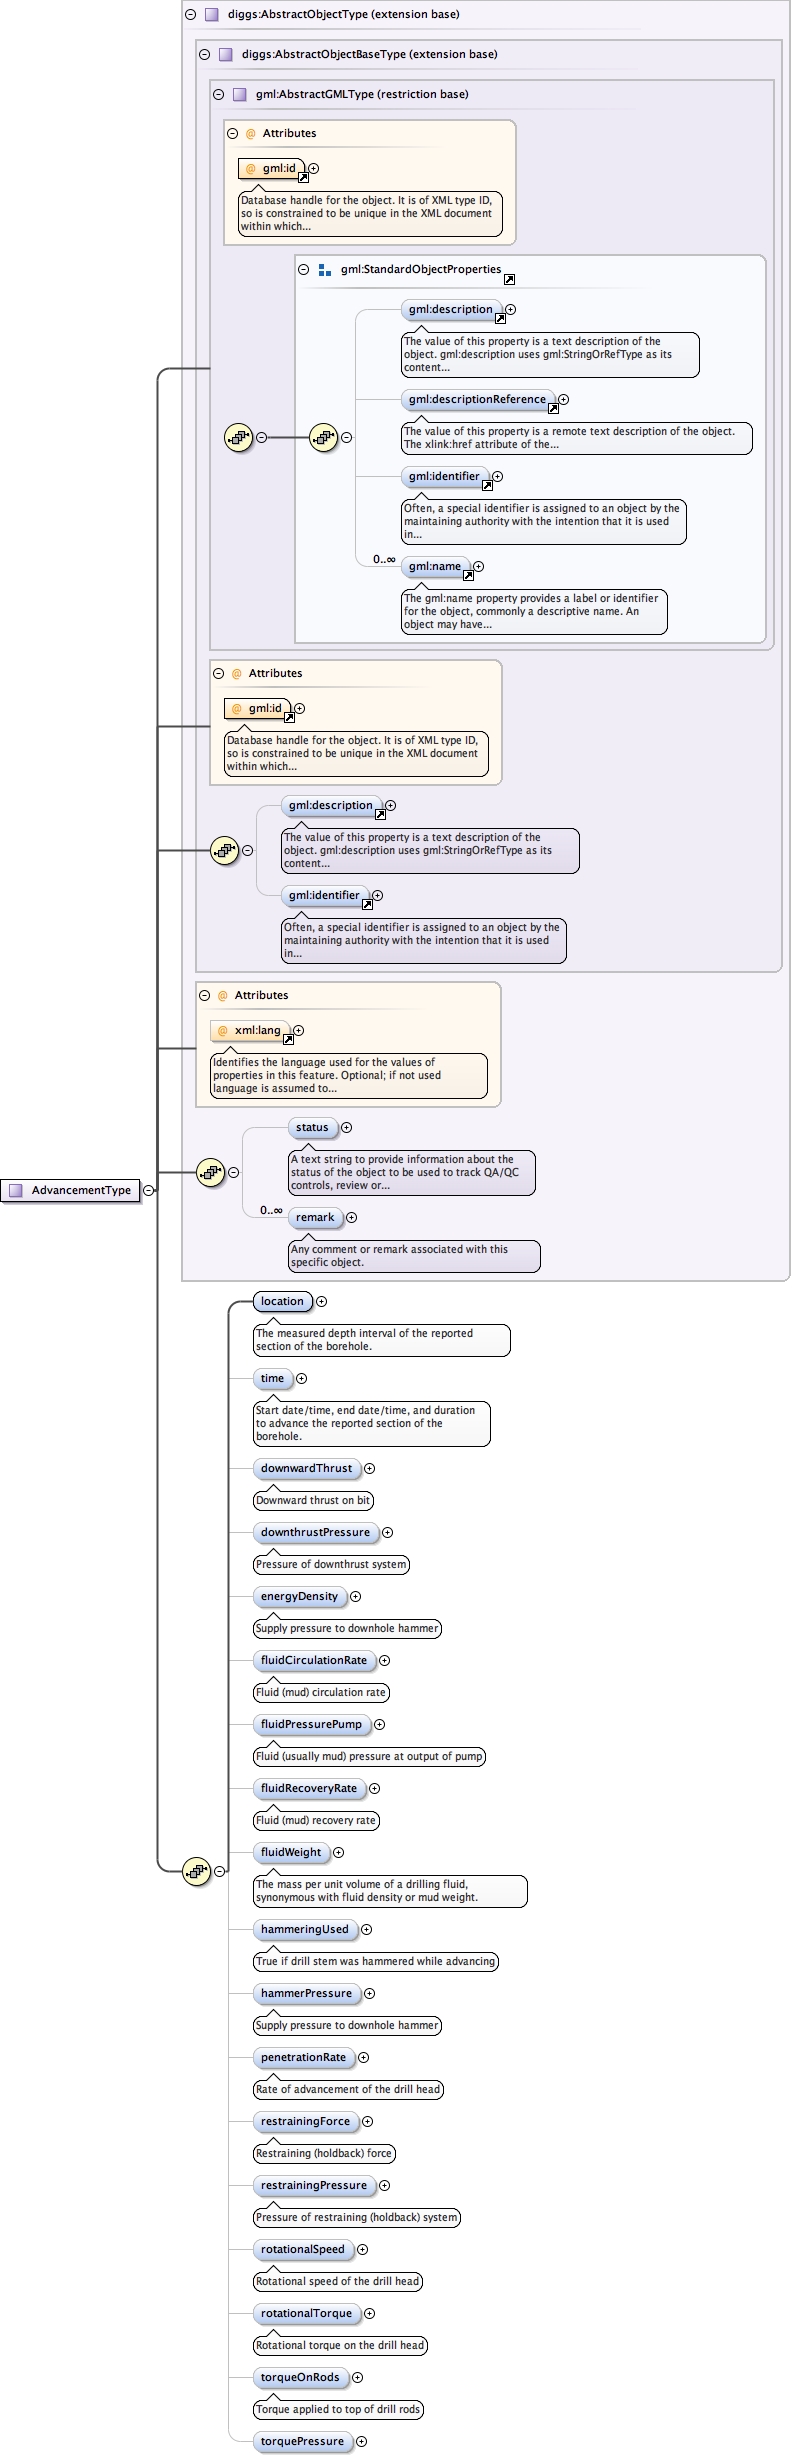 diggs:AbstractObjectType (extension base)
diggs:AbstractObjectBaseType (extension base)
gml:AbstractGMLType (restriction base)
@ Attributes
@ gml:id
Database handle for the object. It is of XML type ID,
so is constrained to be unique in the XML document
within which...
gml:StandardObjectProperties
gml:description
The value of this property is a text description of the
object. gml:description uses gml:StringOrRefType as its
content...
gml:descriptionReference
The value of this property is a remote text description of the object.
The xlink:href attribute of the...
gml:identifier
Often, a special identifier is assigned to an object by the
maintaining authority with the intention that it is used
in...
0..∞
gml:name
The gml:name property provides a label or identifier
for the object, commonly a descriptive name. An
object may have...
@ Attributes
@ gml:id
Database handle for the object. It is of XML type ID,
so is constrained to be unique in the XML document
within which...
gml:description
The value of this property is a text description of the
object. gml:description uses gml:StringOrRefType as its
content...
gml:identifier
Often, a special identifier is assigned to an object by the
maintaining authority with the intention that it is used
in...
@ Attributes
@ xml:lang
Identifies the language used for the values of
properties in this feature. Optional; if not used
language is assumed to...
status
A text string to provide information about the
status of the object to be used to track QA/QC
controls, review or...
AdvancementType
0..∞
remark
Any comment or remark associated with this
specific object.
location
The measured depth interval of the reported
section of the borehole.
time
Start date/time, end date/time, and duration
to advance the reported section of the
borehole.
downwardThrust
Downward thrust on bit
downthrustPressure
Pressure of downthrust system
energyDensity
Supply pressure to downhole hammer
fluidCirculationRate
Fluid (mud) circulation rate
fluidPressurePump
Fluid (usually mud) pressure at output of pump
fluidRecoveryRate
Fluid (mud) recovery rate
fluidWeight
The mass per unit volume of a drilling fluid,
synonymous with fluid density or mud weight.
hammeringUsed
True if drill stem was hammered while advancing
hammerPressure
Supply pressure to downhole hammer
penetrationRate
Rate of advancement of the drill head
restrainingForce
Restraining (holdback) force
restrainingPressure
Pressure of restraining (holdback) system
rotationalSpeed
Rotational speed of the drill head
rotationalTorque
Rotational torque on the drill head
torqueOnRods
Torque applied to top of drill rods
torquePressure